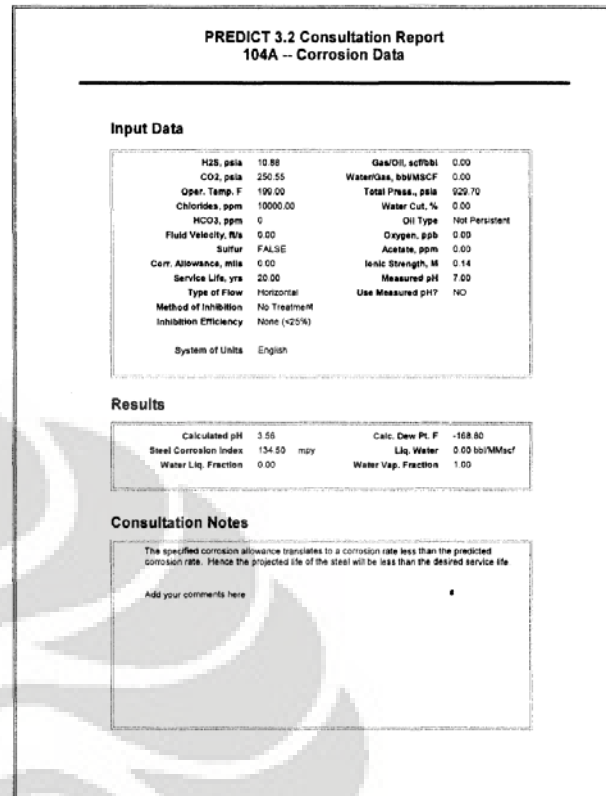 PREDICT 3.2 Consultation Report
104A -- Corrosion Data
Input Data
H2S, psia 10.88 Gas/Oil, scf/bbl 0.00
CO2, psia 250.55 Water/Gas, bbl/MSCF 0.00
Oper. Temp. F 199.00 Total Press., psia 929.70
Chlorides, ppm 10000.00 Water Cut, % 0.00
HCO3, ppm 0 Oil Type Not Persistent
Fluid Velocity, ft/s 0.00 Oxygen, ppb 0.00
Sulfur FALSE Acetate, ppm 0.00
Corr. Allowance, mils 0.00 Ionic Strength, M 0.14
Service Life, yrs 20.00 Measured pH 7.00
Type of Flow Horizontal Use Measured pH? NO
Method of Inhibition No Treatment
Inhibition Efficiency None (<25%)
System of Units English
Results
Calculated pH 3.56 Calc. Dew Pt. F -168.80
Steel Corrosion Index 134.50 mpy Liq. Water 0.00 bbl/MMscf
Water Liq. Fraction 0.00 Water Vap. Fraction 1.00
Consultation Notes
The specified corrosion allowance translates to a corrosion rate less than the predicted
corrosion rate. Hence the projected life of the steel will be less than the desired service life
Add your comments here